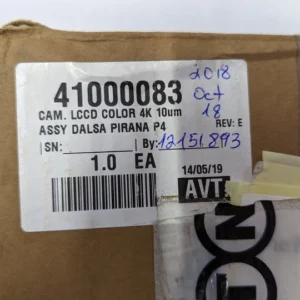 2018
41000083 Oct
18
CAM. LCCD COLOR 4K 10um
ASSY DALSA PIRANA P4 REV: E
SN: By: 12151893
1.0 EA
14/05/19
AVT